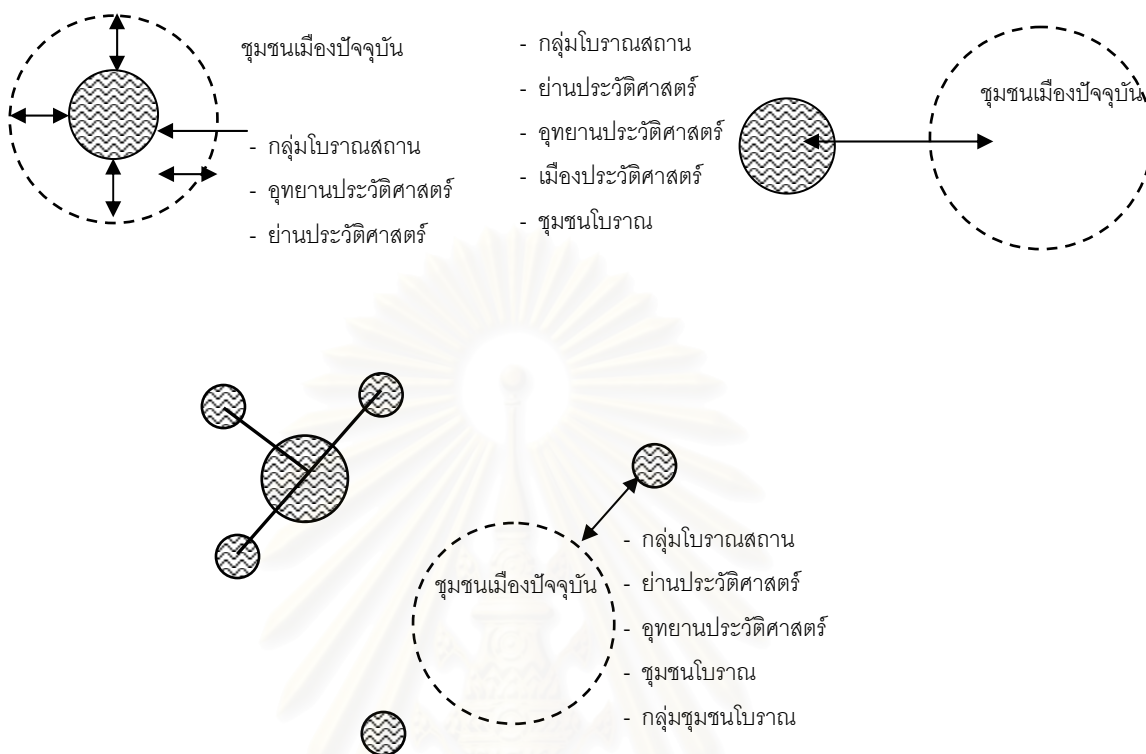 ชุมชนเมืองปัจจุบัน
- กลุ่มโบราณสถาน
- อุทยานประวัติศาสตร์
- ย่านประวัติศาสตร์
- กลุ่มโบราณสถาน
- ย่านประวัติศาสตร์
- อุทยานประวัติศาสตร์
- เมืองประวัติศาสตร์
- ชุมชนโบราณ
ชุมชนเมืองปัจจุบัน
ชุมชนเมืองปัจจุบัน
- กลุ่มโบราณสถาน
- ย่านประวัติศาสตร์
- อุทยานประวัติศาสตร์
- ชุมชนโบราณ
- กลุ่มชุมชนโบราณ